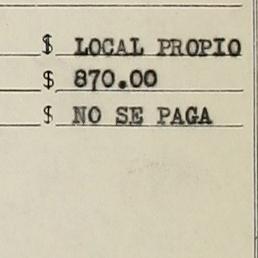 $ LOCAL PROPIO
$ 870.00
$ NO SE PAGA